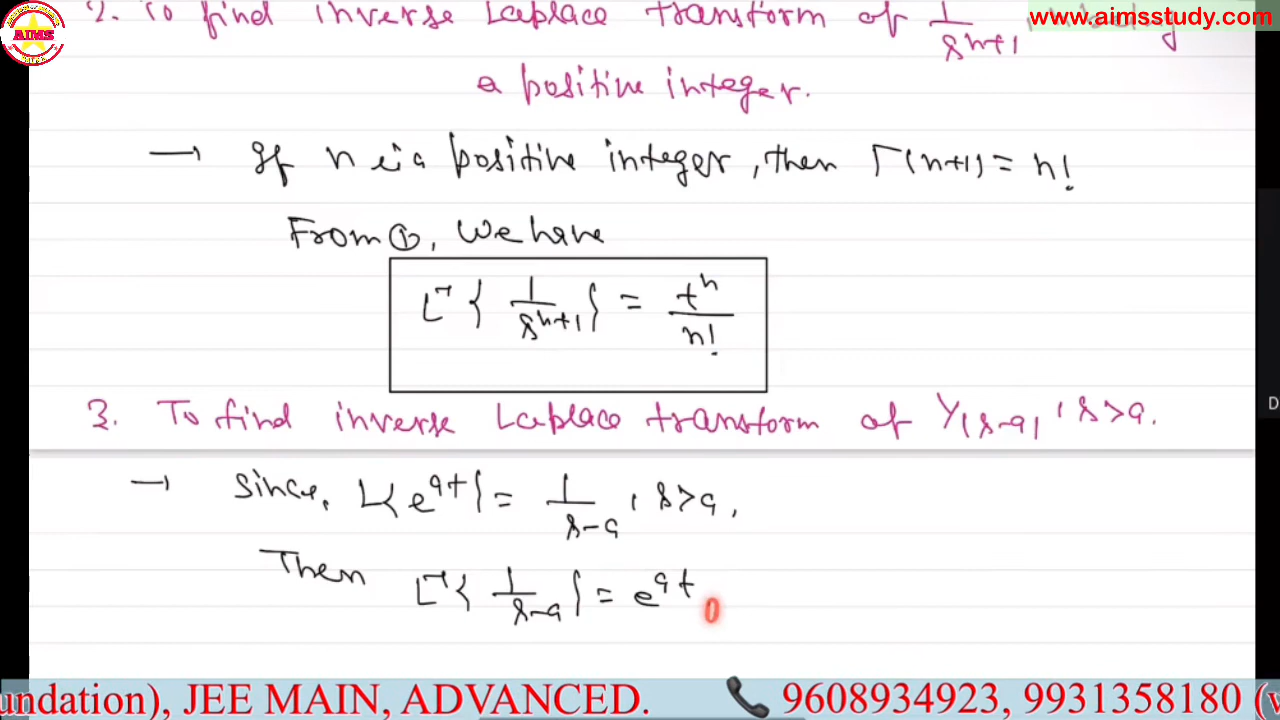 2. To find inverse Laplace transform of 1/s^{n+1},
www.aimsstudy.com
AIMS
a positive integer.
→ If n is a positive integer, then Γ(n+1) = n!
From ①, we have
L⁻¹{ 1/s^{n+1} } = t^n/n!
3. To find inverse Laplace transform of 1/(s-a), s>a.
D
→ Since, L{e^{at}} = 1/s-a, s>a,
Then L⁻¹{ 1/s-a } = e^{at}
undation), JEE MAIN, ADVANCED. 9608934923, 9931358180 (v